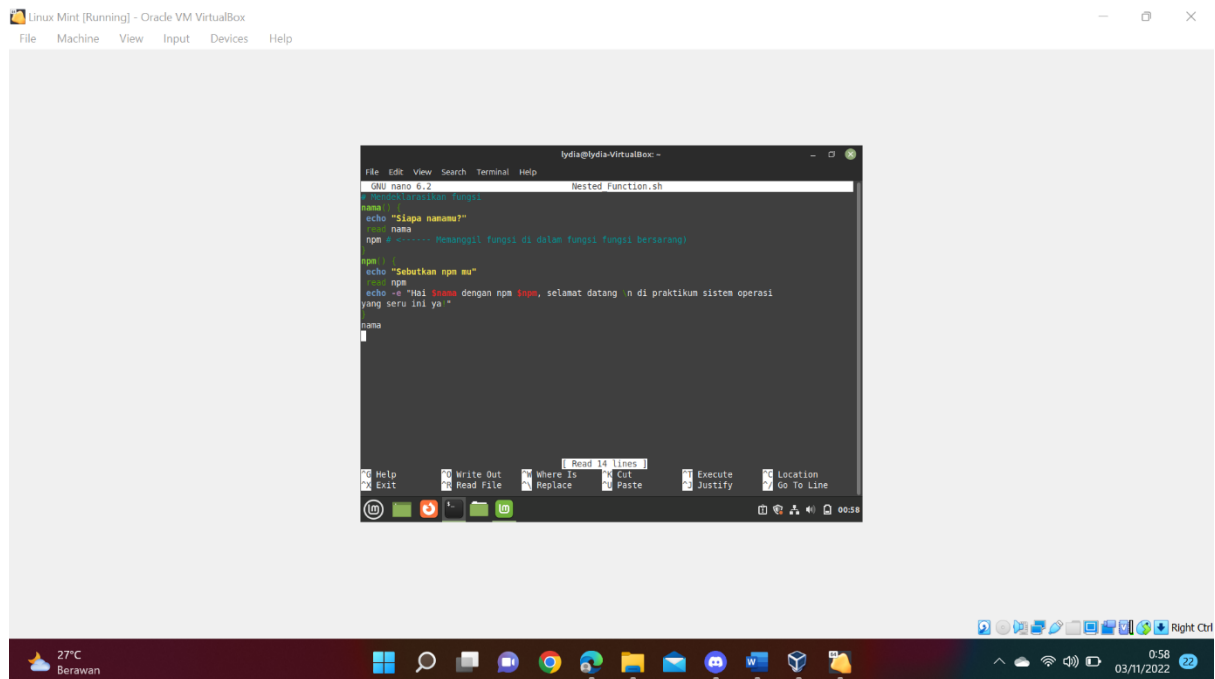 Linux Mint [Running] - Oracle VM VirtualBox
File Machine View Input Devices Help
lydia@lydia-VirtualBox: ~
File Edit View Search Terminal Help
GNU nano 6.2 Nested_Function.sh
# Mendeklarasikan fungsi
nama() {
echo "Siapa namamu?"
read nama
npm # <------ Memanggil fungsi di dalam fungsi fungsi bersarang)
}
npm() {
echo "Sebutkan npm mu"
read npm
echo -e "Hai $nama dengan npm $npm, selamat datang \n di praktikum sistem operasi
yang seru ini ya!"
}
nama
[ Read 14 lines ]
^G Help ^O Write Out ^W Where Is ^K Cut ^T Execute ^C Location
^X Exit ^R Read File ^\ Replace ^U Paste ^J Justify ^/ Go To Line
00:58
Right Ctrl
27°C
Berawan
0:58
03/11/2022
22